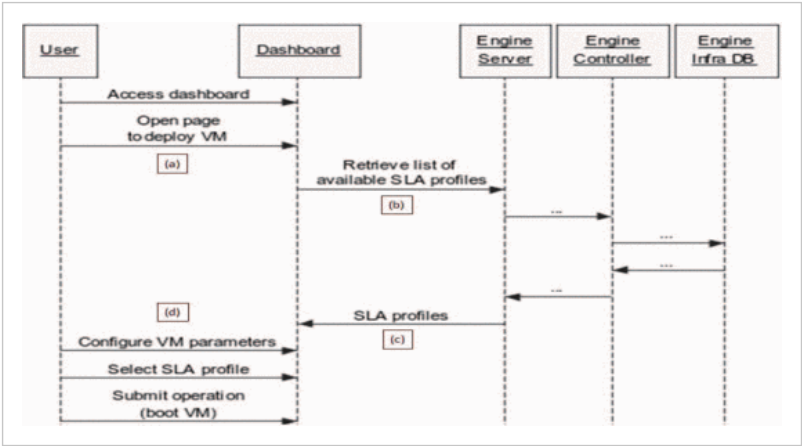 User
Dashboard
Engine
Server
Engine
Controller
Engine
Infra DB
Access dashboard
Open page
to deploy VM
(a)
Retrieve list of
available SLA profiles
(b)
...
...
...
...
(d)
SLA profiles
(c)
Configure VM parameters
Select SLA profile
Submit operation
(boot VM)